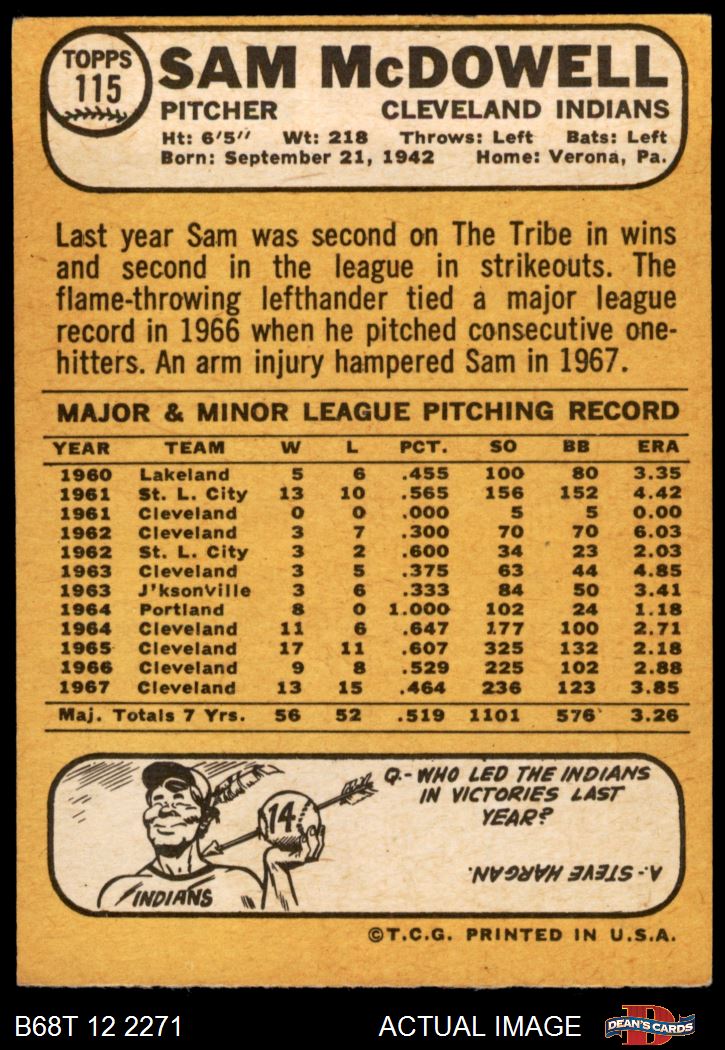 TOPPS
115
SAM McDOWELL
PITCHER CLEVELAND INDIANS
Ht: 6'5" Wt: 218 Throws: Left Bats: Left
Born: September 21, 1942 Home: Verona, Pa.
Last year Sam was second on The Tribe in wins
and second in the league in strikeouts. The
flame-throwing lefthander tied a major league
record in 1966 when he pitched consecutive one-
hitters. An arm injury hampered Sam in 1967.
MAJOR & MINOR LEAGUE PITCHING RECORD
YEAR TEAM W L PCT. SO BB ERA
1960 Lakeland 5 6 .455 100 80 3.35
1961 St. L. City 13 10 .565 156 152 4.42
1961 Cleveland 0 0 .000 5 5 0.00
1962 Cleveland 3 7 .300 70 70 6.03
1962 St. L. City 3 2 .600 34 23 2.03
1963 Cleveland 3 5 .375 63 44 4.85
1963 J'ksonville 3 6 .333 84 50 3.41
1964 Portland 8 0 1.000 102 24 1.18
1964 Cleveland 11 6 .647 177 100 2.71
1965 Cleveland 17 11 .607 325 132 2.18
1966 Cleveland 9 8 .529 225 102 2.88
1967 Cleveland 13 15 .464 236 123 3.85
Maj. Totals 7 Yrs. 56 52 .519 1101 576 3.26
Q.- WHO LED THE INDIANS
IN VICTORIES LAST
YEAR?
A.- STEVE HARGAN.
14
INDIANS
©T.C.G. PRINTED IN U.S.A.
B68T 12 2271 ACTUAL IMAGE
D
DEAN'S CARDS